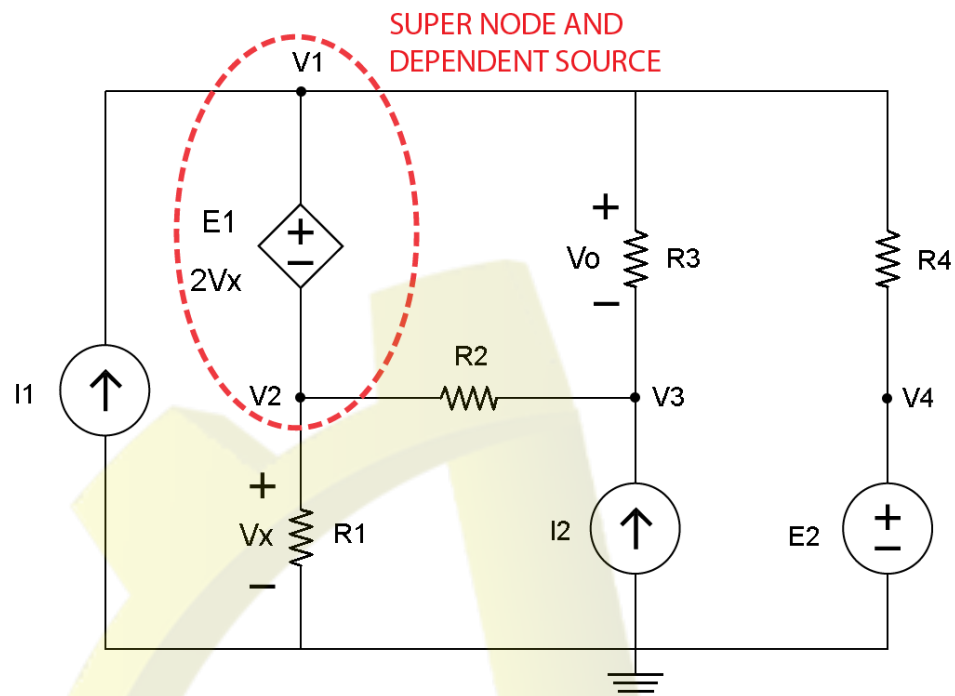 SUPER NODE AND
DEPENDENT SOURCE
V1
E1
2Vx
+
−
+
Vo
−
R3
R4
R2
I1
V2
V3
V4
+
Vx
−
R1
I2
E2
+
−